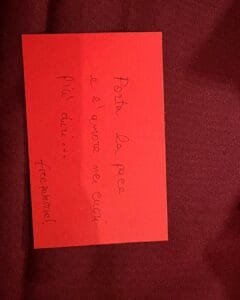 Porta la pace
e l'amore nei cuori
più duri...